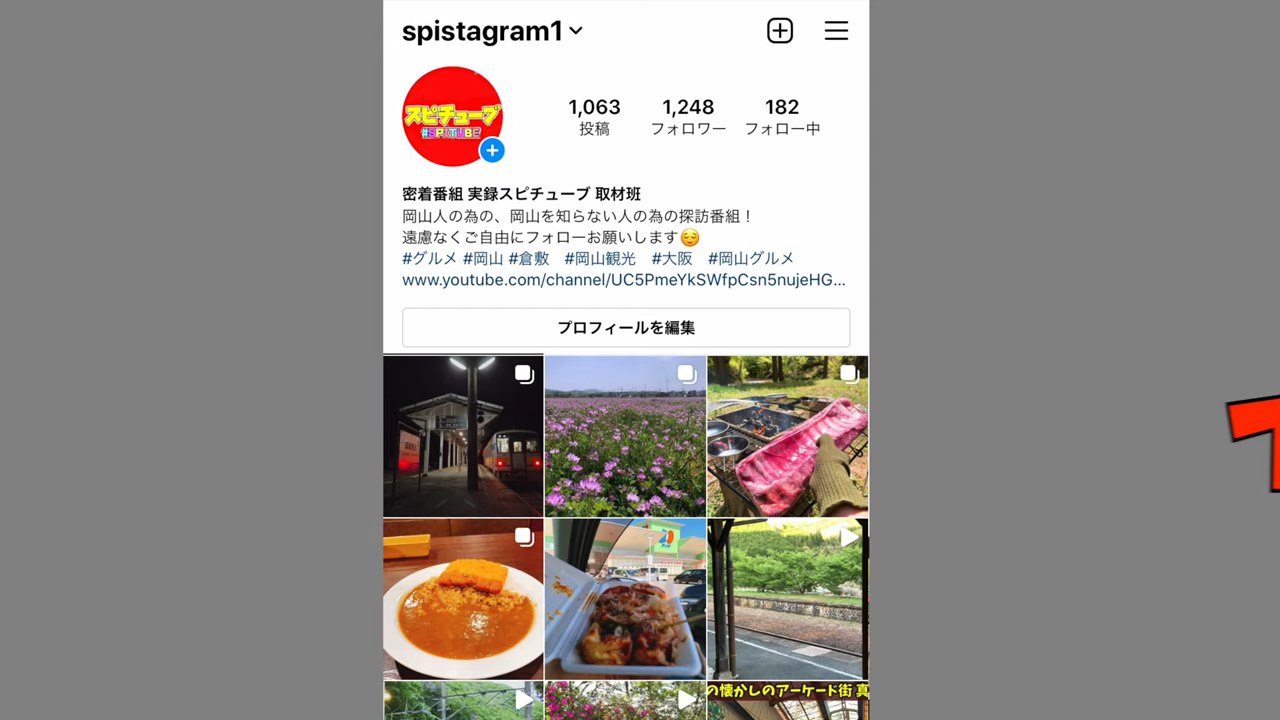 spistagram1
スピチューブ
#SPITUBE
1,063
投稿
1,248
フォロワー
182
フォロー中
密着番組 実録スピチューブ 取材班
岡山人の為の、岡山を知らない人の為の探訪番組！
遠慮なくご自由にフォローお願いします😌
#グルメ #岡山 #倉敷　#岡山観光　#大阪　#岡山グルメ
www.youtube.com/channel/UC5PmeYkSWfpCsn5nujeHG...
プロフィールを編集
の懐かしのアーケード街 真